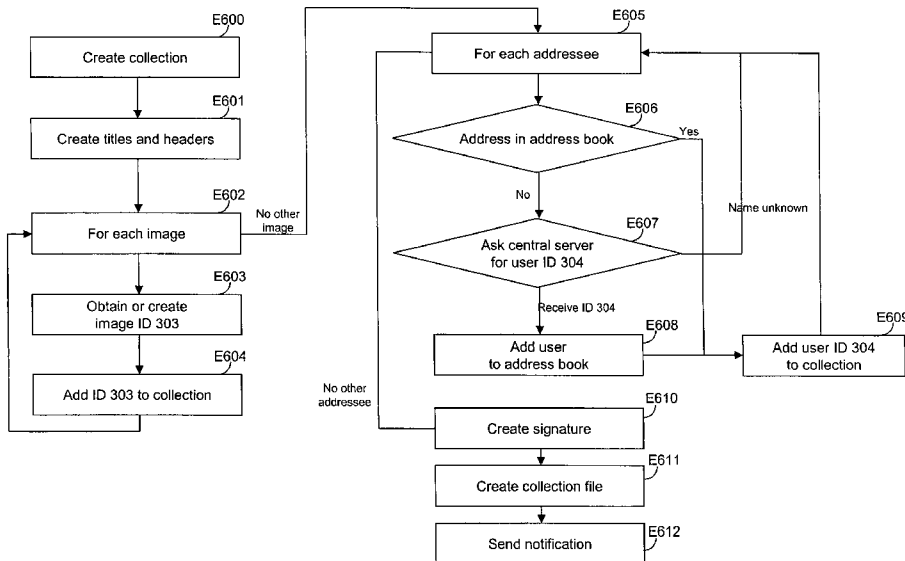 E600
Create collection
E601
Create titles and headers
E602
For each image
No other
image
E603
Obtain or create
image ID 303
E604
Add ID 303 to collection
E605
For each addressee
E606
Address in address book
Yes
No
Name unknown
E607
Ask central server
for user ID 304
Receive ID 304
E608
Add user
to address book
E609
Add user ID 304
to collection
No other
addressee
E610
Create signature
E611
Create collection file
E612
Send notification